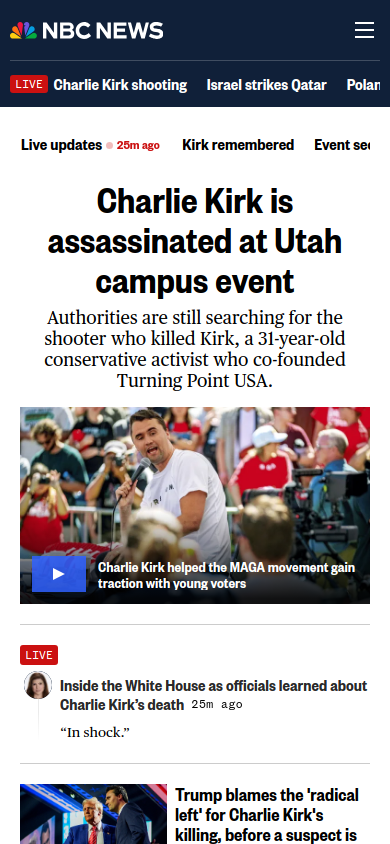 NBC NEWS
LIVE Charlie Kirk shooting Israel strikes Qatar
Live updates 25m ago Kirk remembered Event
Charlie Kirk is
assassinated at Utah
campus event
Authorities are still searching for the
shooter who killed Kirk, a 31-year-old
conservative activist who co-founded
Turning Point USA.
Charlie Kirk helped the MAGA movement gain
traction with young voters
LIVE
Inside the White House as officials learned about
Charlie Kirk’s death 25m ago
“In shock.”
Trump blames the 'radical
left' for Charlie Kirk's
killing, before a suspect is